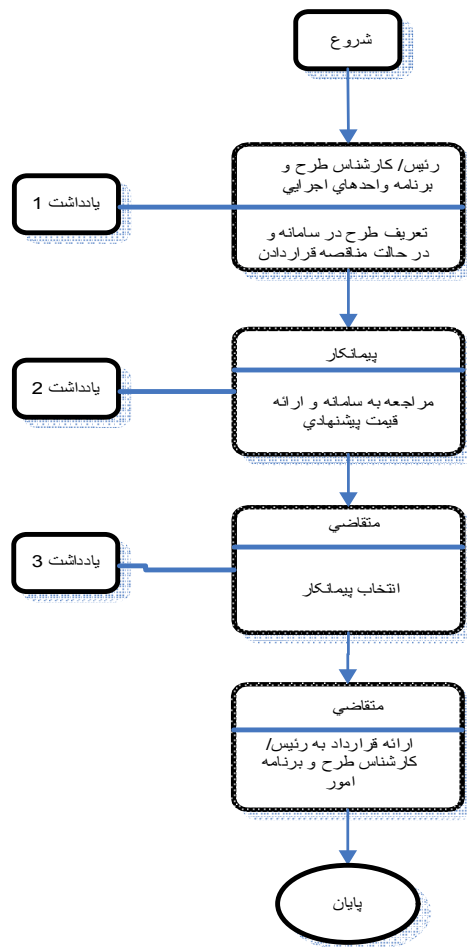 شروع
رئيس/ كارشناس طرح و
برنامه واحدهاي اجرايي
يادداشت 1
تعريف طرح در سامانه و
در حالت مناقصه قراردادن
پيمانكار
يادداشت 2
مراجعه به سامانه و ارائه
قيمت پيشنهادي
متقاضي
يادداشت 3
انتخاب پيمانكار
متقاضي
ارائه قرارداد به رئيس/
كارشناس طرح و برنامه
امور
پايان